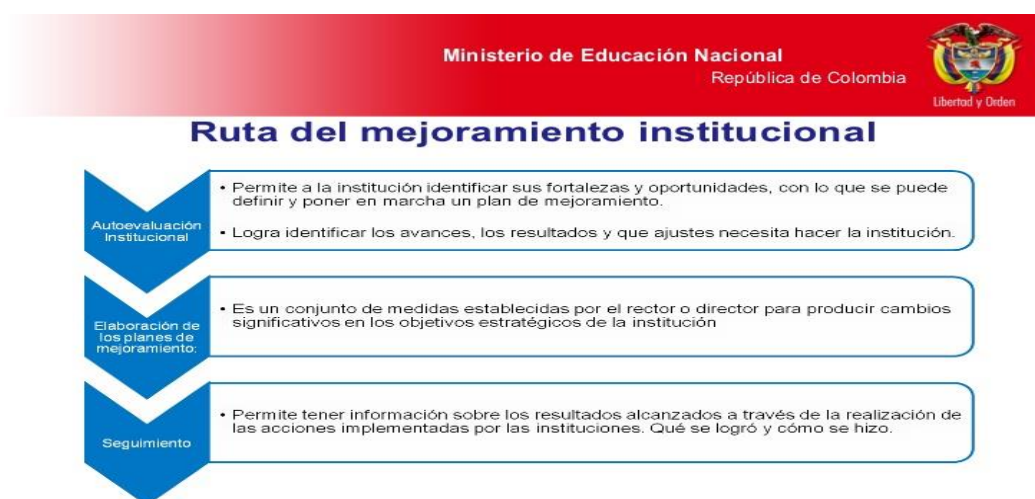 Ministerio de Educación Nacional
República de Colombia
Libertad y Orden
Ruta del mejoramiento institucional
Autoevaluación
Institucional
• Permite a la institución identificar sus fortalezas y oportunidades, con lo que se puede
definir y poner en marcha un plan de mejoramiento.
• Logra identificar los avances, los resultados y que ajustes necesita hacer la institución.
Elaboración de
los planes de
mejoramiento:
• Es un conjunto de medidas establecidas por el rector o director para producir cambios
significativos en los objetivos estratégicos de la institución
Seguimiento
• Permite tener información sobre los resultados alcanzados a través de la realización de
las acciones implementadas por las instituciones. Qué se logró y cómo se hizo.